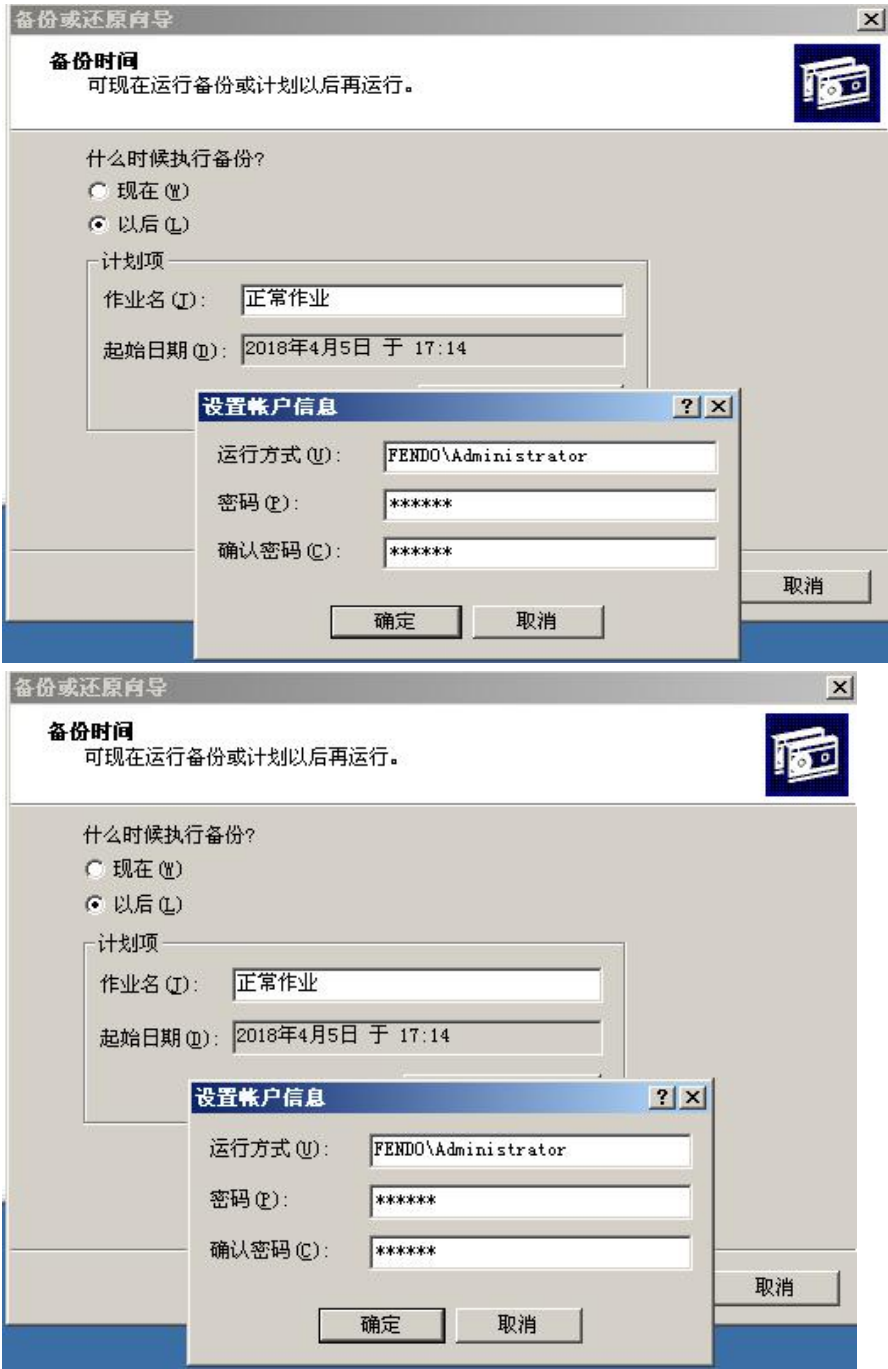 备份或还原向导
备份时间
可现在运行备份或计划以后再运行。
什么时候执行备份?
现在(W)
以后(L)
计划项
作业名(J): 正常作业
起始日期(D): 2018年4月5日 于 17:14
设置帐户信息
运行方式(U): FENDO\Administrator
密码(P): ******
确认密码(C): ******
取消
确定 取消
备份或还原向导
备份时间
可现在运行备份或计划以后再运行。
什么时候执行备份?
现在(W)
以后(L)
计划项
作业名(J): 正常作业
起始日期(D): 2018年4月5日 于 17:14
设置帐户信息
运行方式(U): FENDO\Administrator
密码(P): ******
确认密码(C): ******
取消
确定 取消